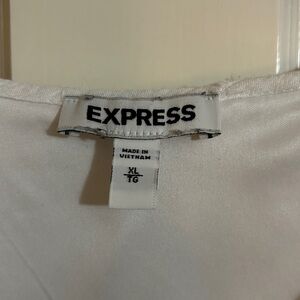 EXPRESS
MADE IN
VIETNAM
XL
TG